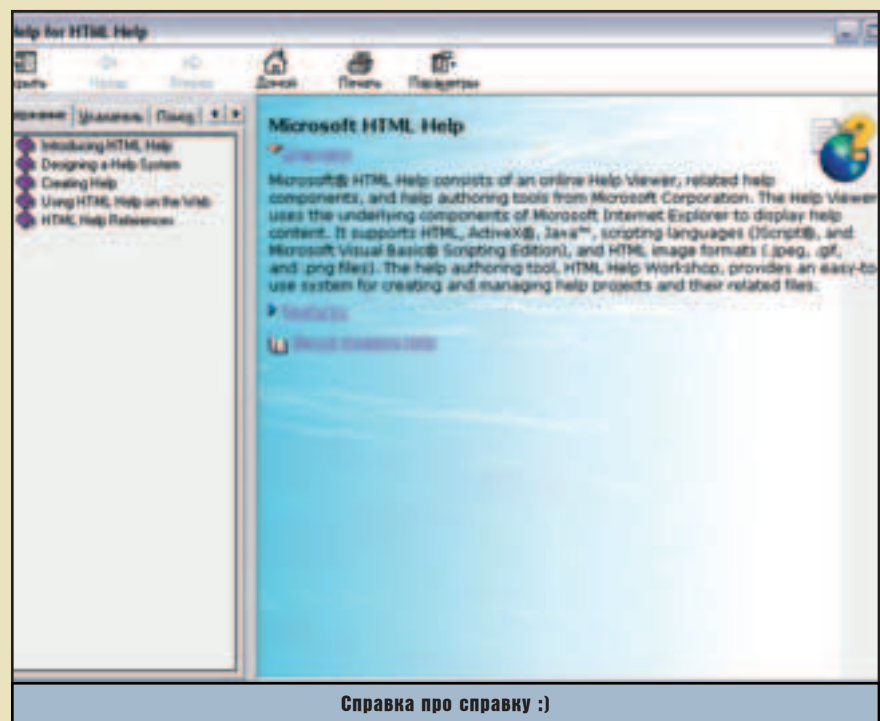 Help for HTML Help
Назад Вперед Домой Печать Параметры
Указатель Поиск
Introducing HTML Help
Designing a Help System
Creating Help
Using HTML Help on the Web
HTML Help References
Microsoft HTML Help
Microsoft® HTML Help consists of an online Help Viewer, related help
components, and help authoring tools from Microsoft Corporation. The Help Viewer
uses the underlying components of Microsoft Internet Explorer to display help
content. It supports HTML, ActiveX®, Java™, scripting languages (JScript®, and
Microsoft Visual Basic® Scripting Edition), and HTML image formats (.jpeg, .gif,
and .png files). The help authoring tool, HTML Help Workshop, provides an easy-to
use system for creating and managing help projects and their related files.
Справка про справку :)